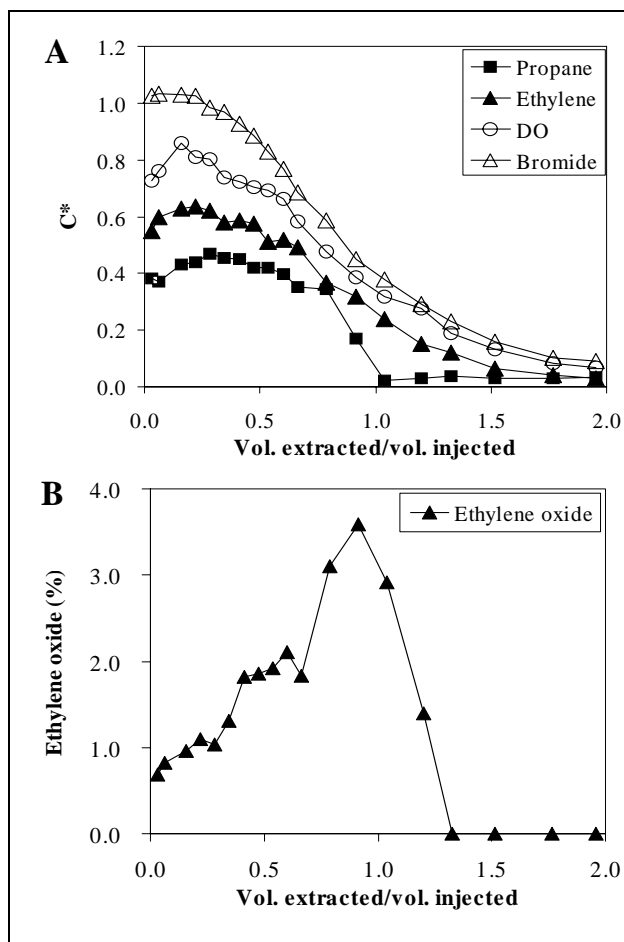 A
1.2
1.0
0.8
0.6
0.4
0.2
0.0
C*
Propane
Ethylene
DO
Bromide
0.0 0.5 1.0 1.5 2.0
Vol. extracted/vol. injected
B
4.0
3.0
2.0
1.0
0.0
Ethylene oxide (%)
Ethylene oxide
0.0 0.5 1.0 1.5 2.0
Vol. extracted/vol. injected